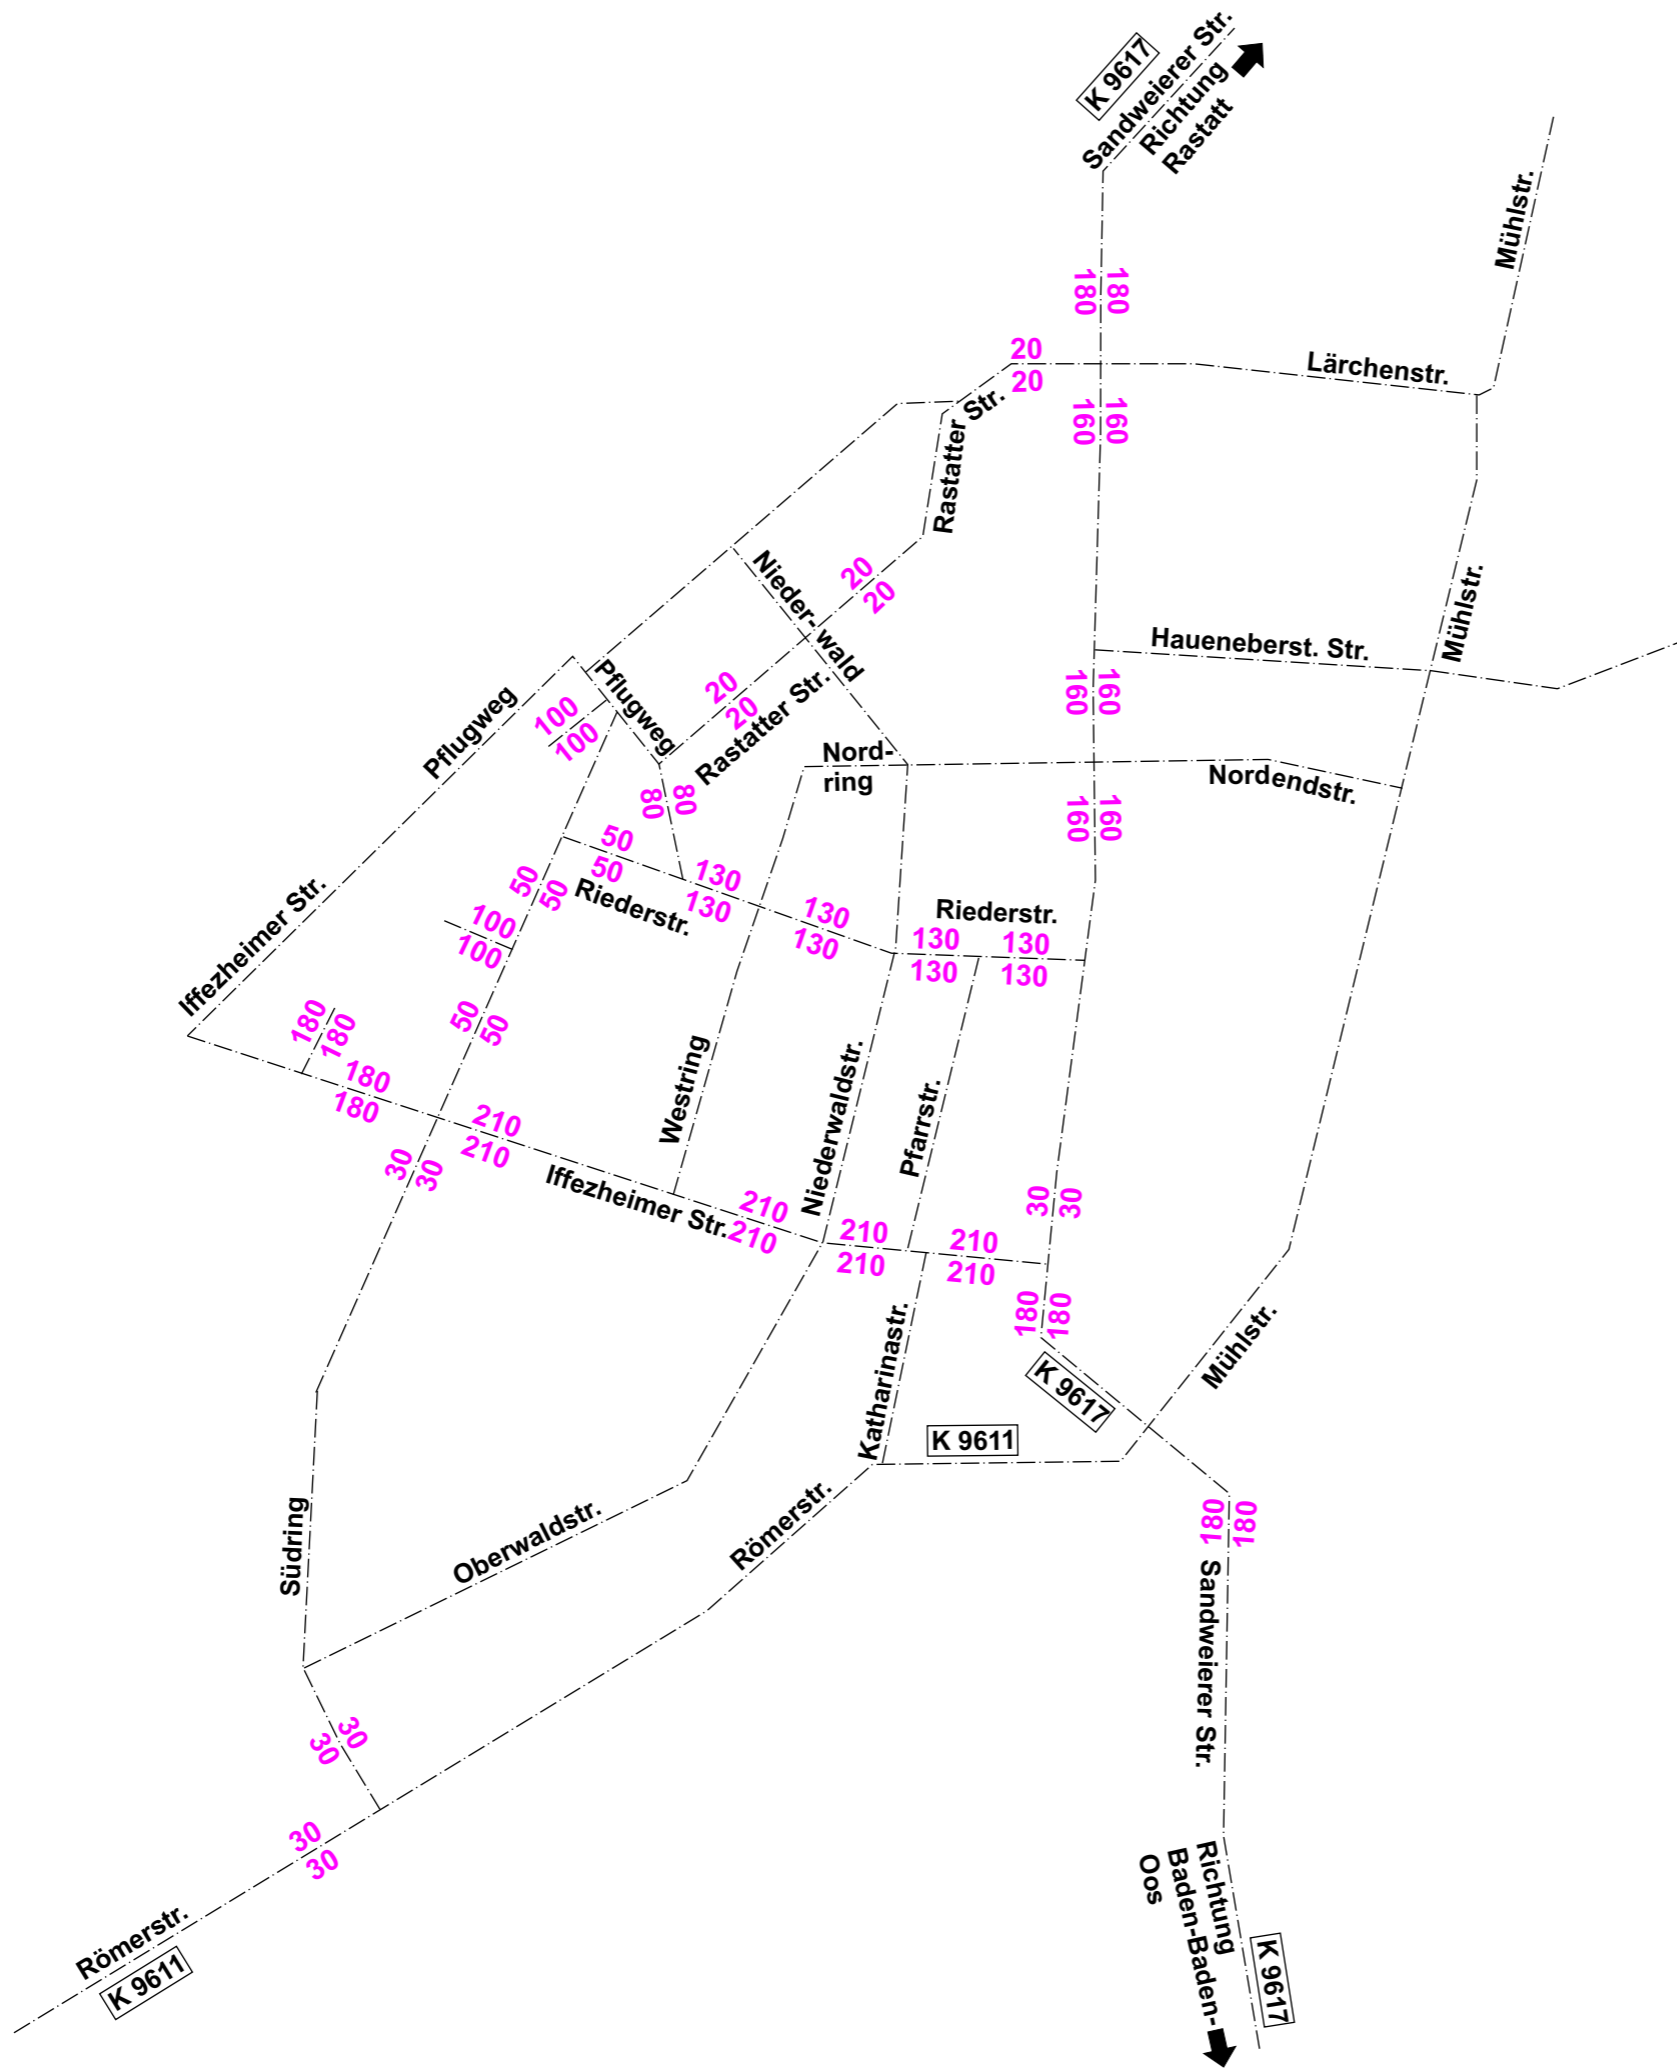 K 9617
Sandweierer Str.
Richtung
Rastatt
Mühlstr.
180
180
20
20
Lärchenstr.
160
160
Rastatter Str.
Nieder-wald
20
20
Haueneberst. Str.
Mühlstr.
Pflugweg
Pflugweg
100
100
20
20
Rastatter Str.
160
160
Nord-
ring
Nordendstr.
80
80
160
160
50
50
Riederstr.
130
130
130
130
50
50
Riederstr.
130
130
130
130
100
100
Iffezheimer Str.
180
180
50
50
180
180
Westring
Niederwaldstr.
Pfarrstr.
210
210
30
30
Iffezheimer Str.
210
210
210
210
210
210
30
30
180
180
K 9617
Mühlstr.
Katharinastr.
K 9611
Römerstr.
Oberwaldstr.
Südring
180
180
Sandweierer Str.
30
30
30
30
Richtung
Baden-Baden-
Oos
K 9617
Römerstr.
K 9611